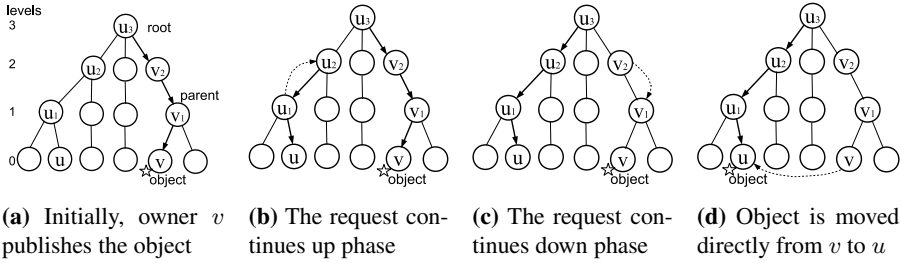 levels
3
2
1
0
u3
root
u2
v2
parent
u1
v1
u
v
object
u3
u2
v2
u1
v1
u
v
object
u3
u2
v2
u1
v1
u
v
object
u3
u2
v2
u1
v1
u
v
object
(a) Initially, owner v
publishes the object
(b) The request con-
tinues up phase
(c) The request con-
tinues down phase
(d) Object is moved
directly from v to u